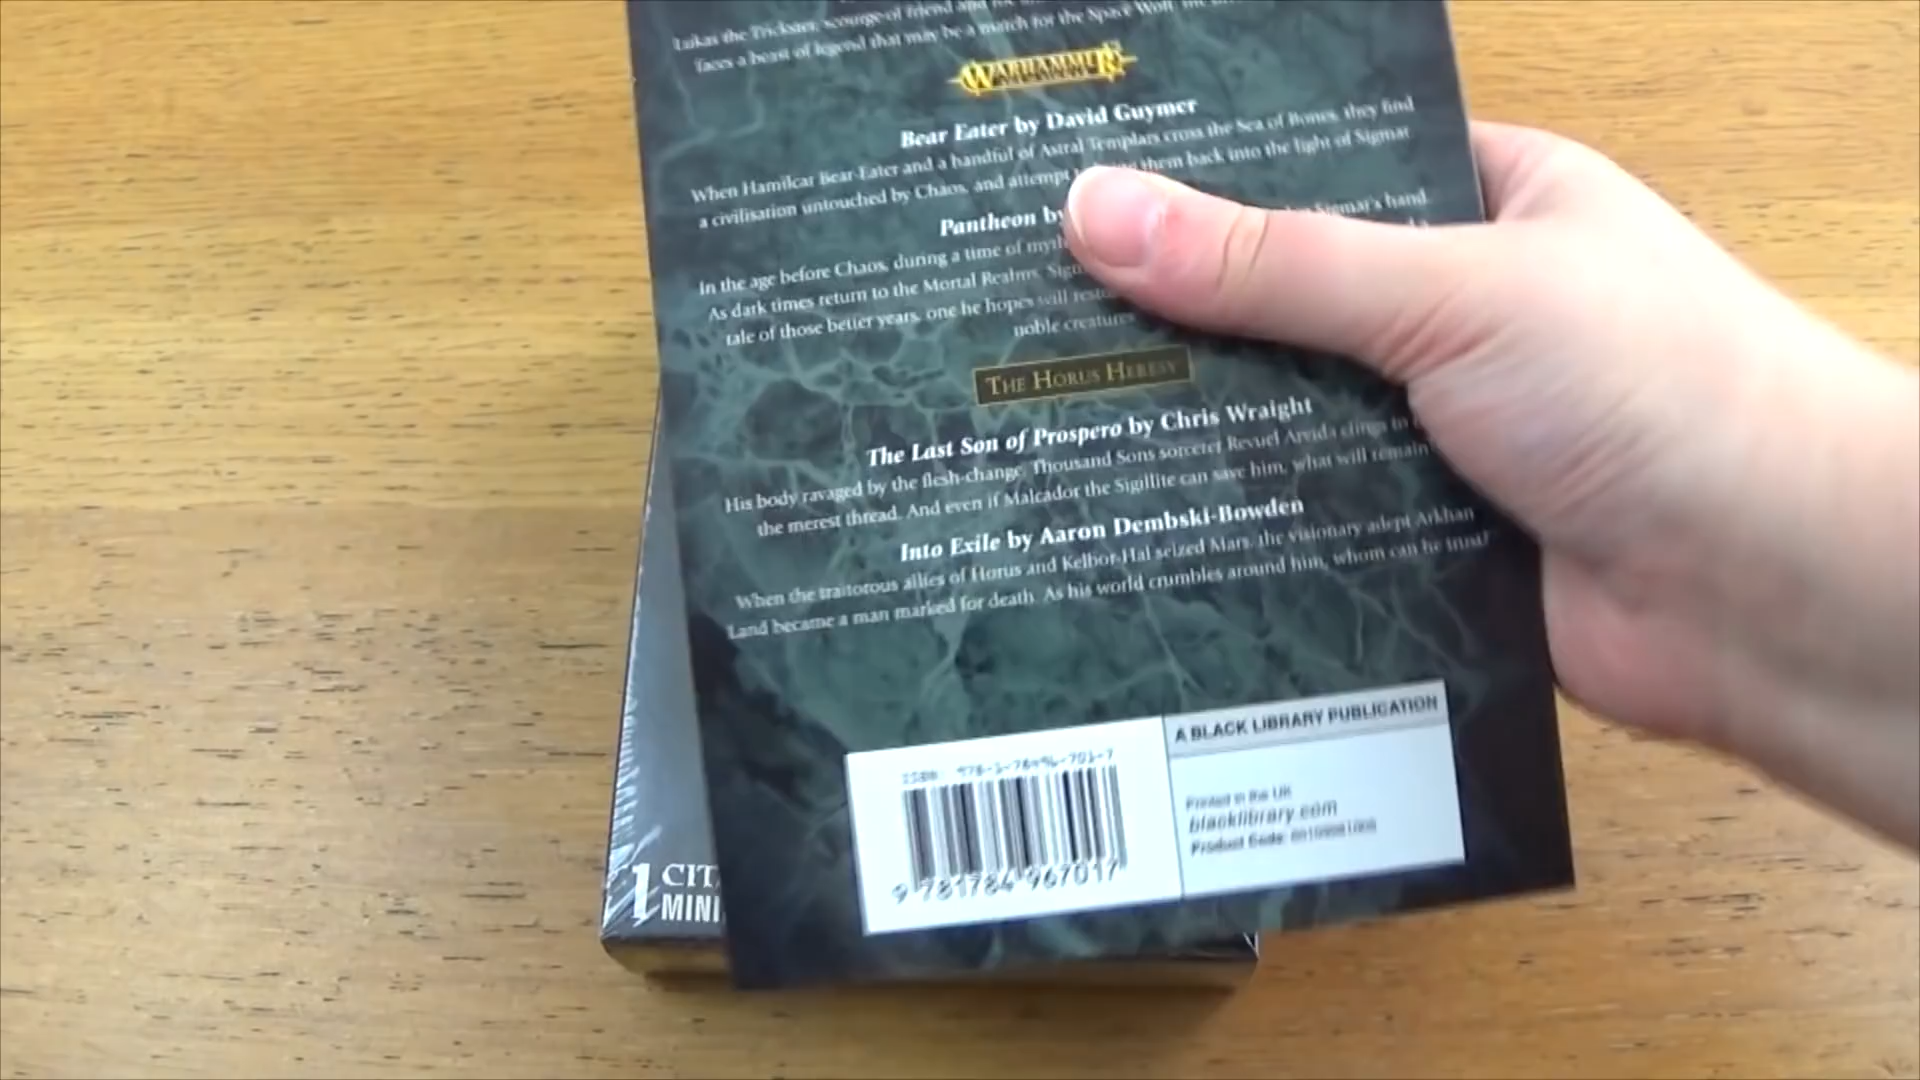 Lukas the Trickster, scourge of friend and
faces a beast of legend that may be a match for the Space Wolf.
WARHAMMER
Bear Eater by David Guymer
When Hamilcar Bear-Eater and a handful of Astral Templars cross the Sea of Bones, they find
a civilisation untouched by Chaos, and attempt them back into the light of Sigmar
Pantheon by
In the age before Chaos, during a time of Sigmar's hand.
As dark times return to the Mortal Realms, a
tale of those better years, one he hopes will
noble creatures
THE HORUS HERESY
The Last Son of Prospero by Chris Wraight
His body ravaged by the flesh-change, Thousand Sons sorcerer Revuel Arvida clings to
the merest thread. And even if Malcador the Sigillite can save him, what will remain
Into Exile by Aaron Dembski-Bowden
When the traitorous allies of Horus and Kelbor-Hal seized Mars, the visionary adept Arkhan
Land became a man marked for death. As his world crumbles around him, whom can he trust?
A BLACK LIBRARY PUBLICATION
ISBN: 978-1-78496-701-7
Printed in the UK
blacklibrary.com
Product Code:
9 781784 967017
1
MINI